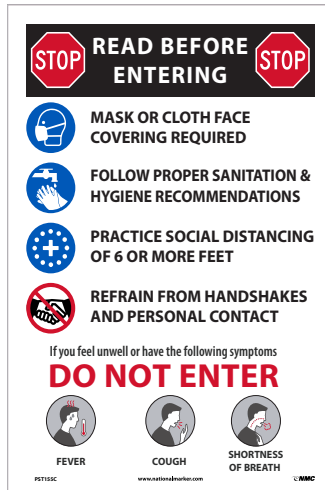 STOP
READ BEFORE
ENTERING
STOP
MASK OR CLOTH FACE
COVERING REQUIRED
FOLLOW PROPER SANITATION &
HYGIENE RECOMMENDATIONS
PRACTICE SOCIAL DISTANCING
OF 6 OR MORE FEET
REFRAIN FROM HANDSHAKES
AND PERSONAL CONTACT
If you feel unwell or have the following symptoms
DO NOT ENTER
FEVER
COUGH
SHORTNESS
OF BREATH
PST155C
www.nationalmarker.com
NMC